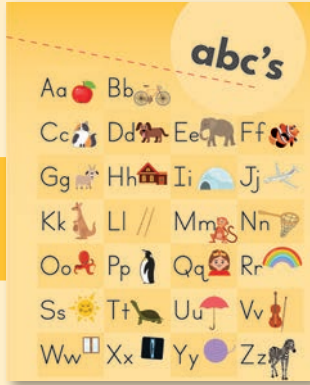 abc's
Aa Bb
Cc Dd Ee Ff
Gg Hh Ii Jj
Kk Ll Mm Nn
Oo Pp Qq Rr
Ss Tt Uu Vv
Ww Xx Yy Zz